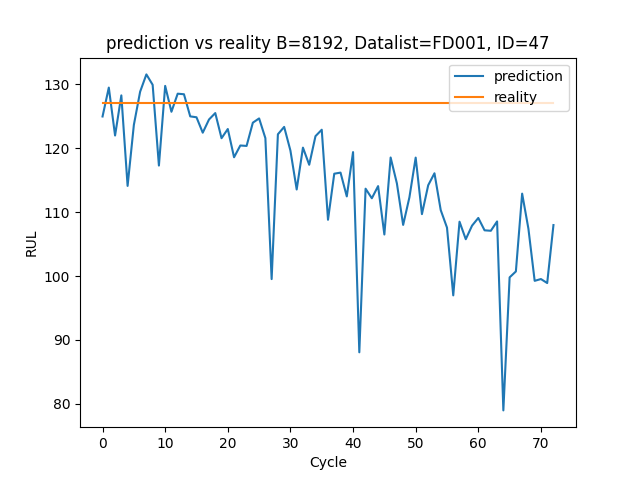 prediction vs reality B=8192, Datalist=FD001, ID=47
prediction
reality
130
120
110
100
90
80
RUL
0 10 20 30 40 50 60 70
Cycle